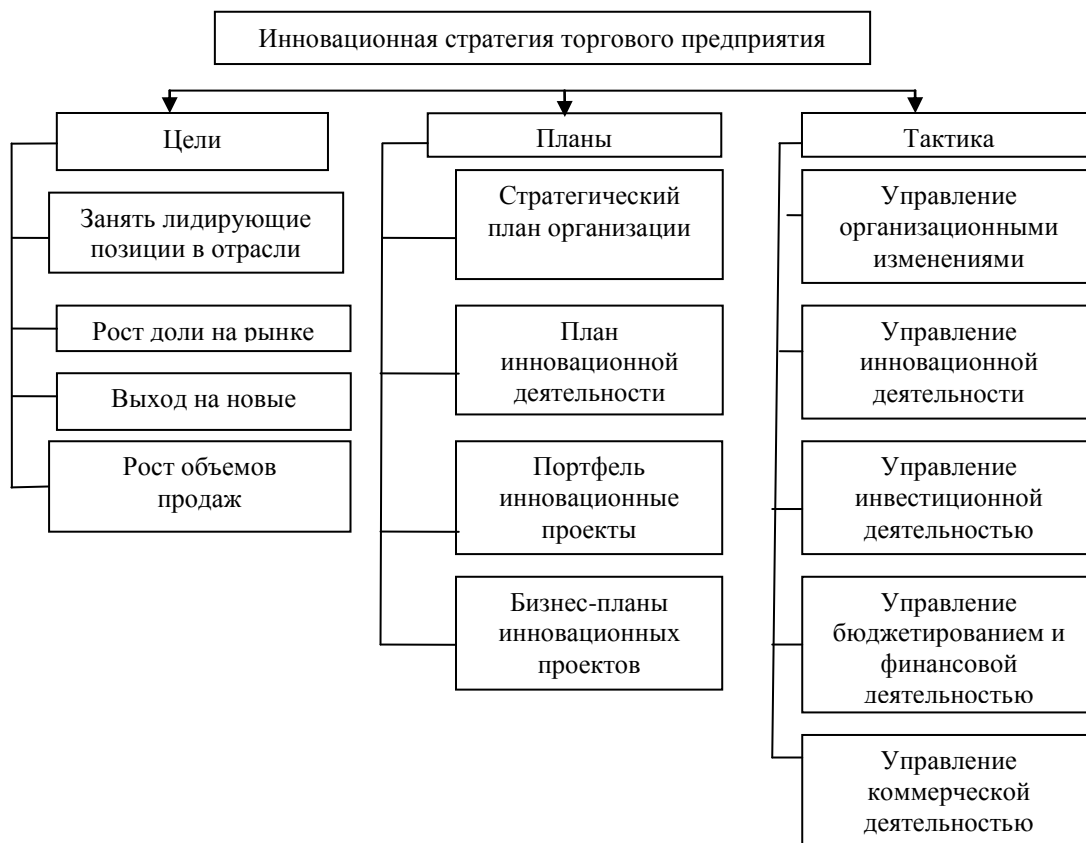 Инновационная стратегия торгового предприятия
Цели
Занять лидирующие
позиции в отрасли
Рост доли на рынке
Выход на новые
Рост объемов
продаж
Планы
Стратегический
план организации
План
инновационной
деятельности
Портфель
инновационные
проекты
Бизнес-планы
инновационных
проектов
Тактика
Управление
организационными
изменениями
Управление
инновационной
деятельности
Управление
инвестиционной
деятельностью
Управление
бюджетированием и
финансовой
деятельностью
Управление
коммерческой
деятельностью